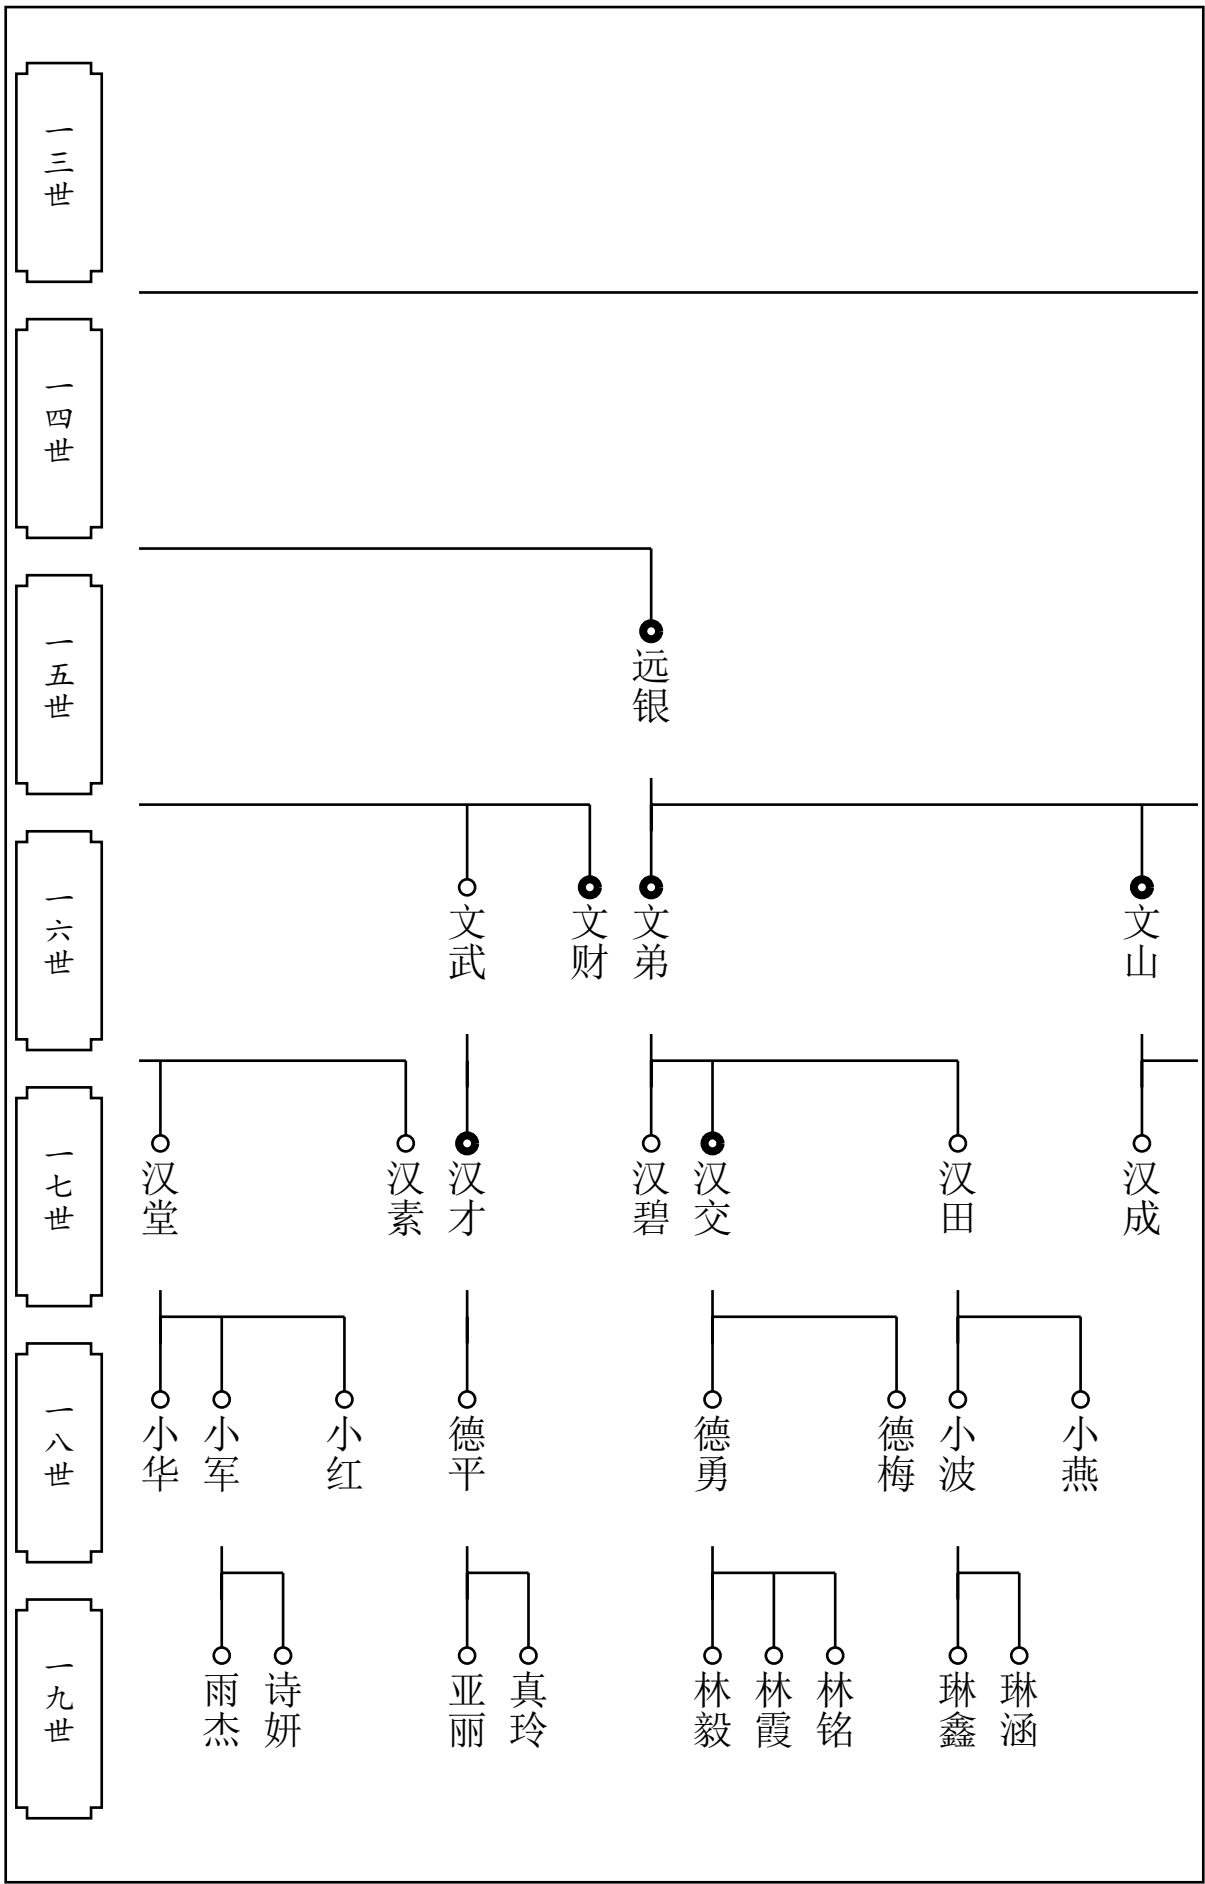 一三世
一四世
一五世
远银
一六世
文武
文财
文弟
文山
一七世
汉堂
汉素
汉才
汉碧
汉交
汉田
汉成
一八世
小华
小军
小红
德平
德勇
德梅
小波
小燕
一九世
雨杰
诗妍
亚丽
真玲
林毅
林霞
林铭
琳鑫
琳涵